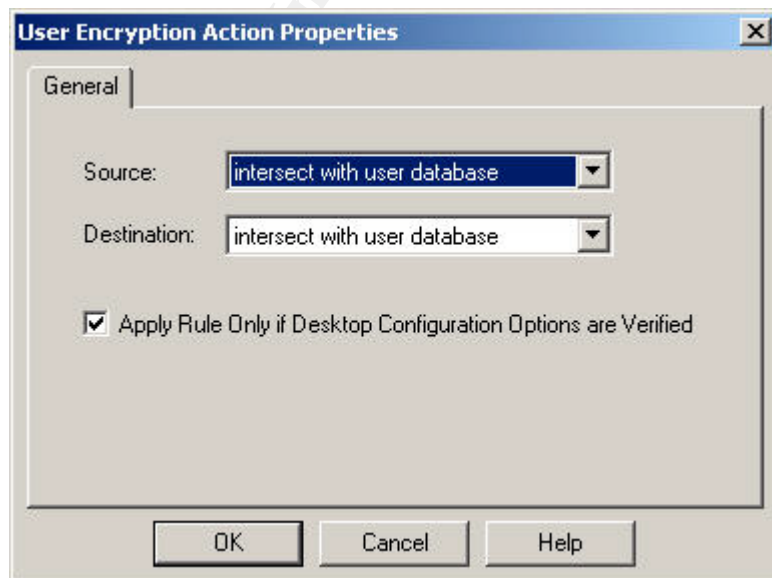 User Encryption Action Properties
General
Source: intersect with user database
Destination: intersect with user database
Apply Rule Only if Desktop Configuration Options are Verified
OK Cancel Help